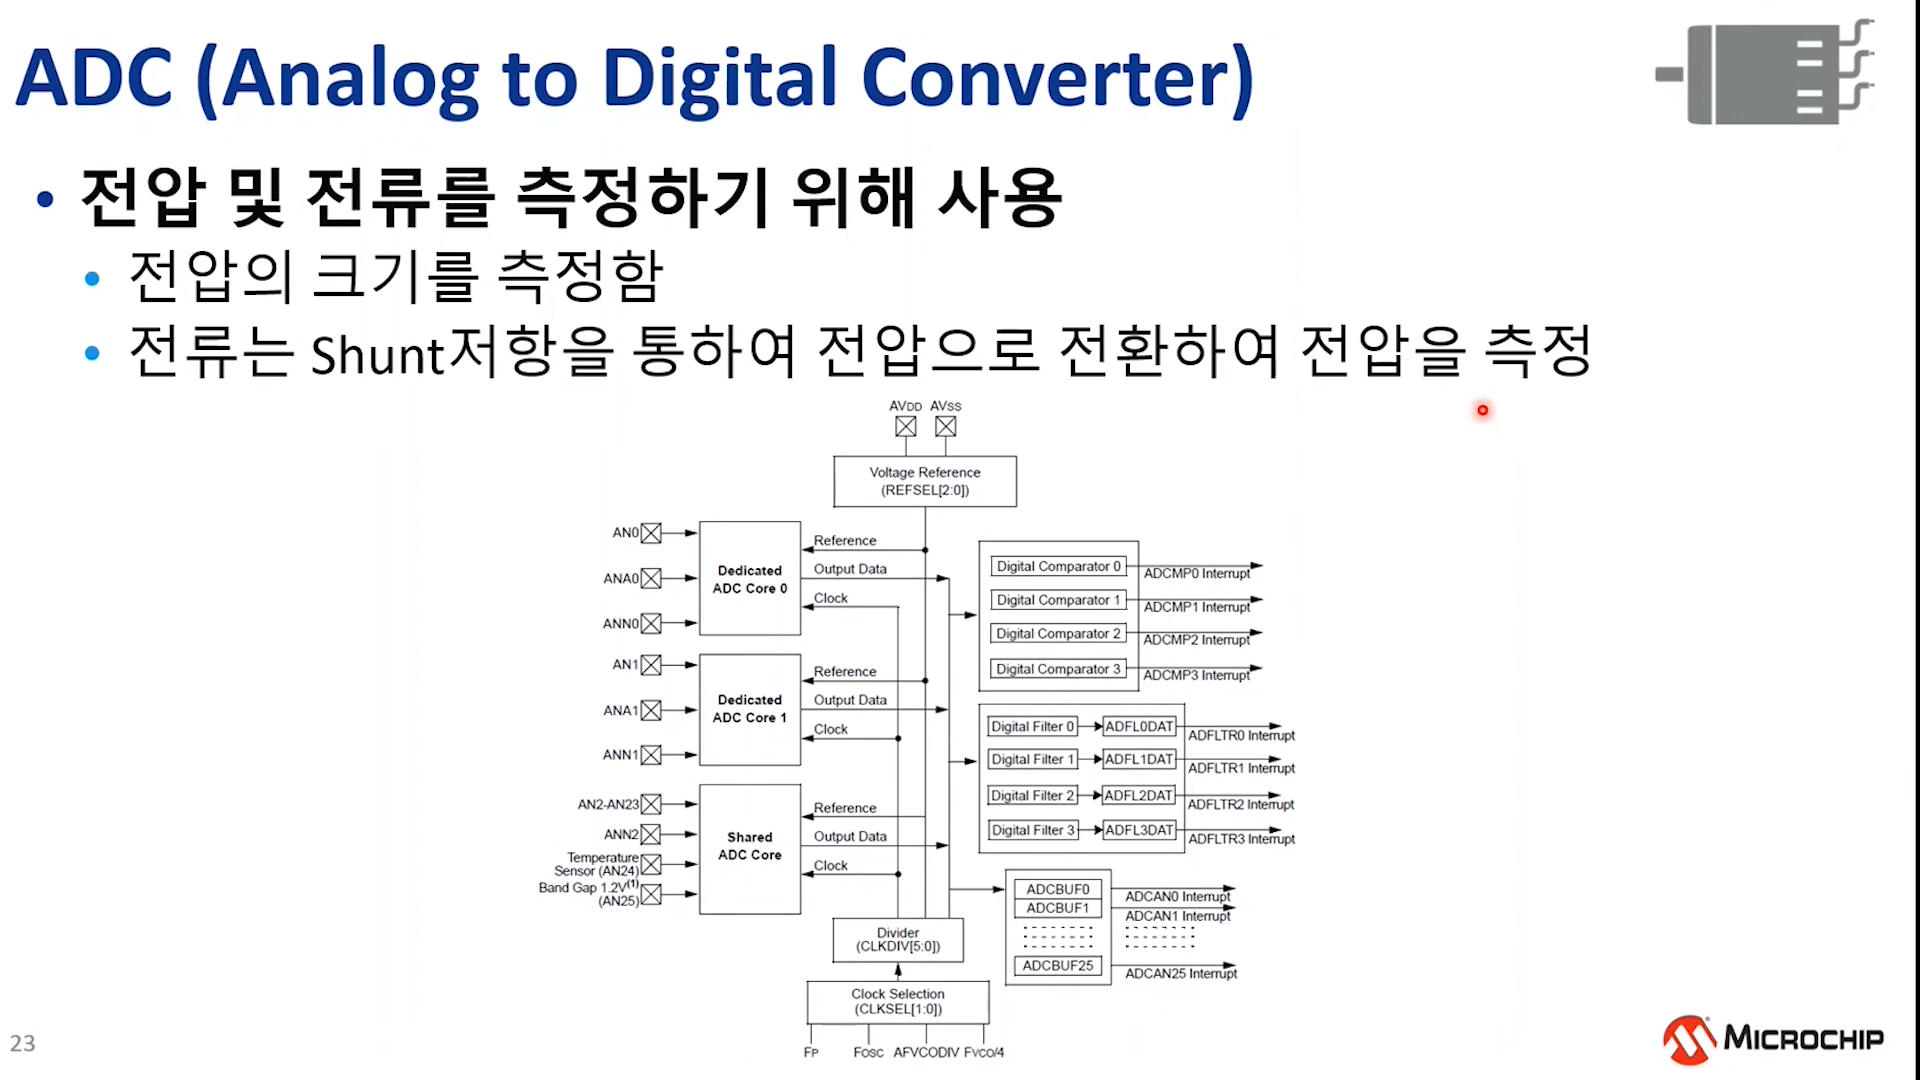 ADC (Analog to Digital Converter)
• 전압 및 전류를 측정하기 위해 사용
• 전압의 크기를 측정함
• 전류는 Shunt저항을 통하여 전압으로 전환하여 전압을 측정
AVDD AVSS
Voltage Reference
(REFSEL[2:0])
AN0
ANA0
ANN0
Dedicated
ADC Core 0
Reference
Output Data
Clock
AN1
ANA1
ANN1
Dedicated
ADC Core 1
Reference
Output Data
Clock
AN2-AN23
ANN2
Temperature
Sensor (AN24)
Band Gap 1.2V(1)
(AN25)
Shared
ADC Core
Reference
Output Data
Clock
Digital Comparator 0
ADCMP0 Interrupt
Digital Comparator 1
ADCMP1 Interrupt
Digital Comparator 2
ADCMP2 Interrupt
Digital Comparator 3
ADCMP3 Interrupt
Digital Filter 0 ADFL0DAT
ADFLTR0 Interrupt
Digital Filter 1 ADFL1DAT
ADFLTR1 Interrupt
Digital Filter 2 ADFL2DAT
ADFLTR2 Interrupt
Digital Filter 3 ADFL3DAT
ADFLTR3 Interrupt
ADCBUF0
ADCAN0 Interrupt
ADCBUF1
ADCAN1 Interrupt
ADCBUF25
ADCAN25 Interrupt
Divider
(CLKDIV[5:0])
Clock Selection
(CLKSEL[1:0])
FP FOSC AFVCODIV FVCO/4
23
MICROCHIP